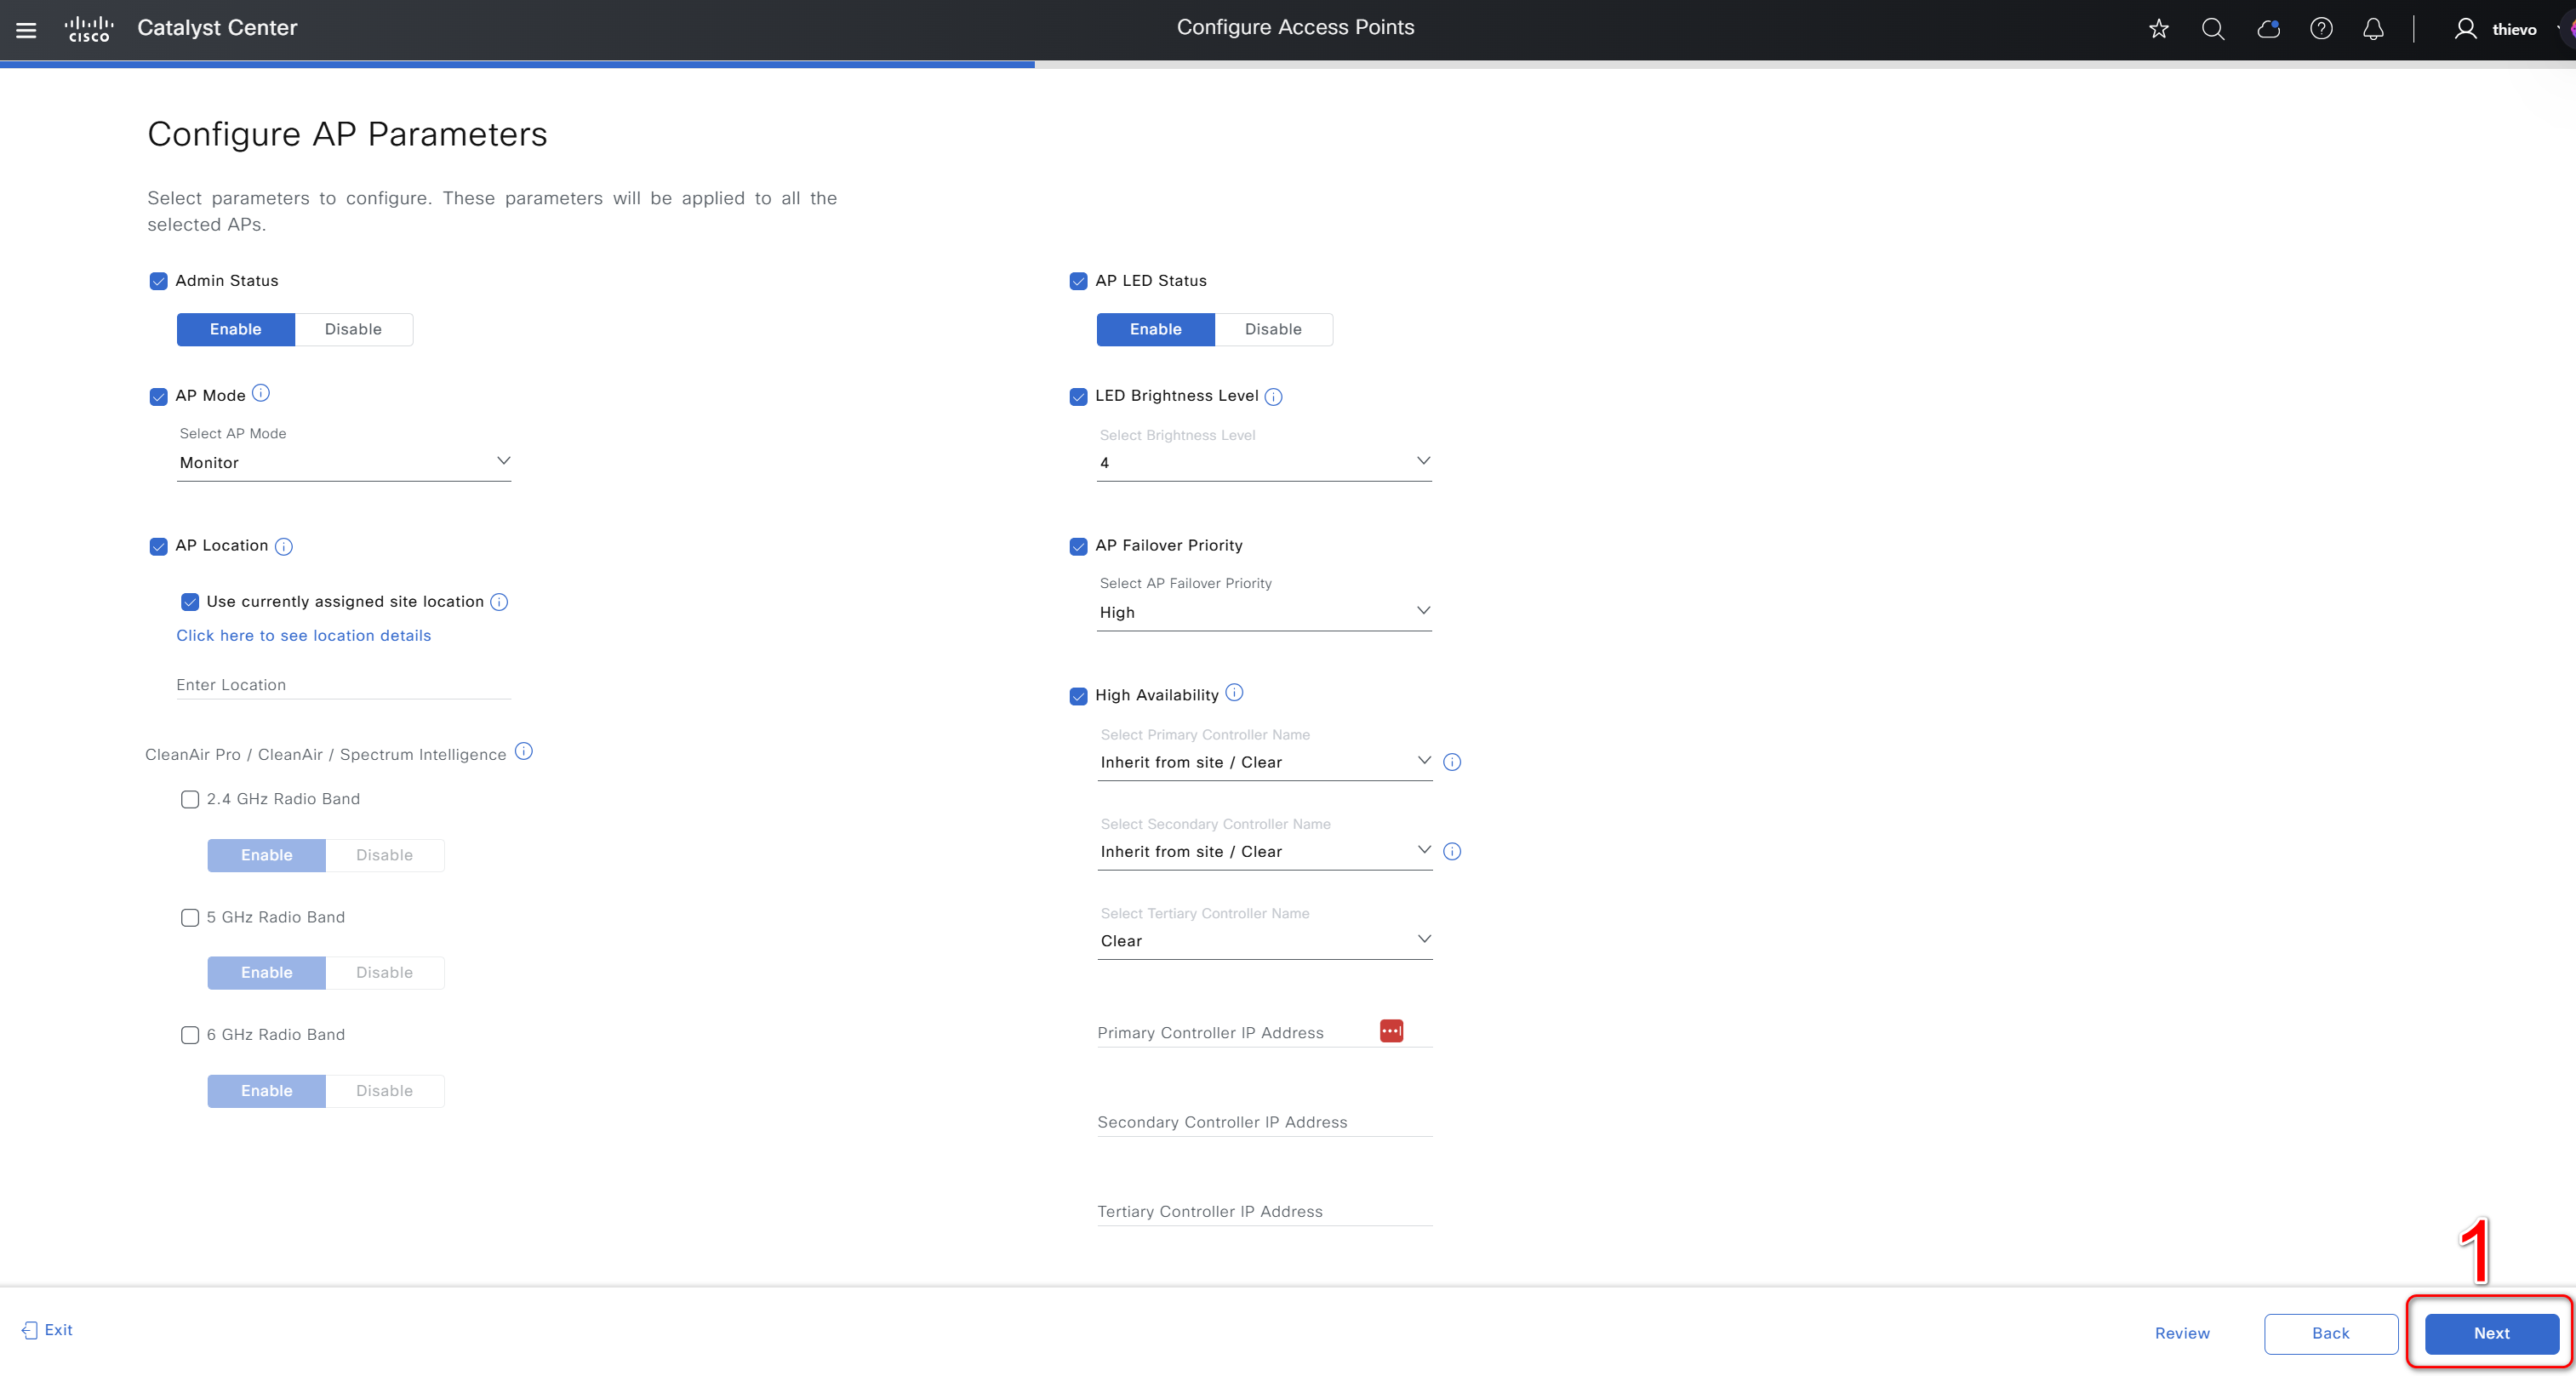 cisco
Catalyst Center
Configure Access Points
thievo
Configure AP Parameters
Select parameters to configure. These parameters will be applied to all the
selected APs.
Admin Status
Enable
Disable
AP Mode
Select AP Mode
Monitor
AP Location
Use currently assigned site location
Click here to see location details
Enter Location
CleanAir Pro / CleanAir / Spectrum Intelligence
2.4 GHz Radio Band
Enable
Disable
5 GHz Radio Band
Enable
Disable
6 GHz Radio Band
Enable
Disable
AP LED Status
Enable
Disable
LED Brightness Level
Select Brightness Level
4
AP Failover Priority
Select AP Failover Priority
High
High Availability
Select Primary Controller Name
Inherit from site / Clear
Select Secondary Controller Name
Inherit from site / Clear
Select Tertiary Controller Name
Clear
Primary Controller IP Address
Secondary Controller IP Address
Tertiary Controller IP Address
1
Exit
Review
Back
Next